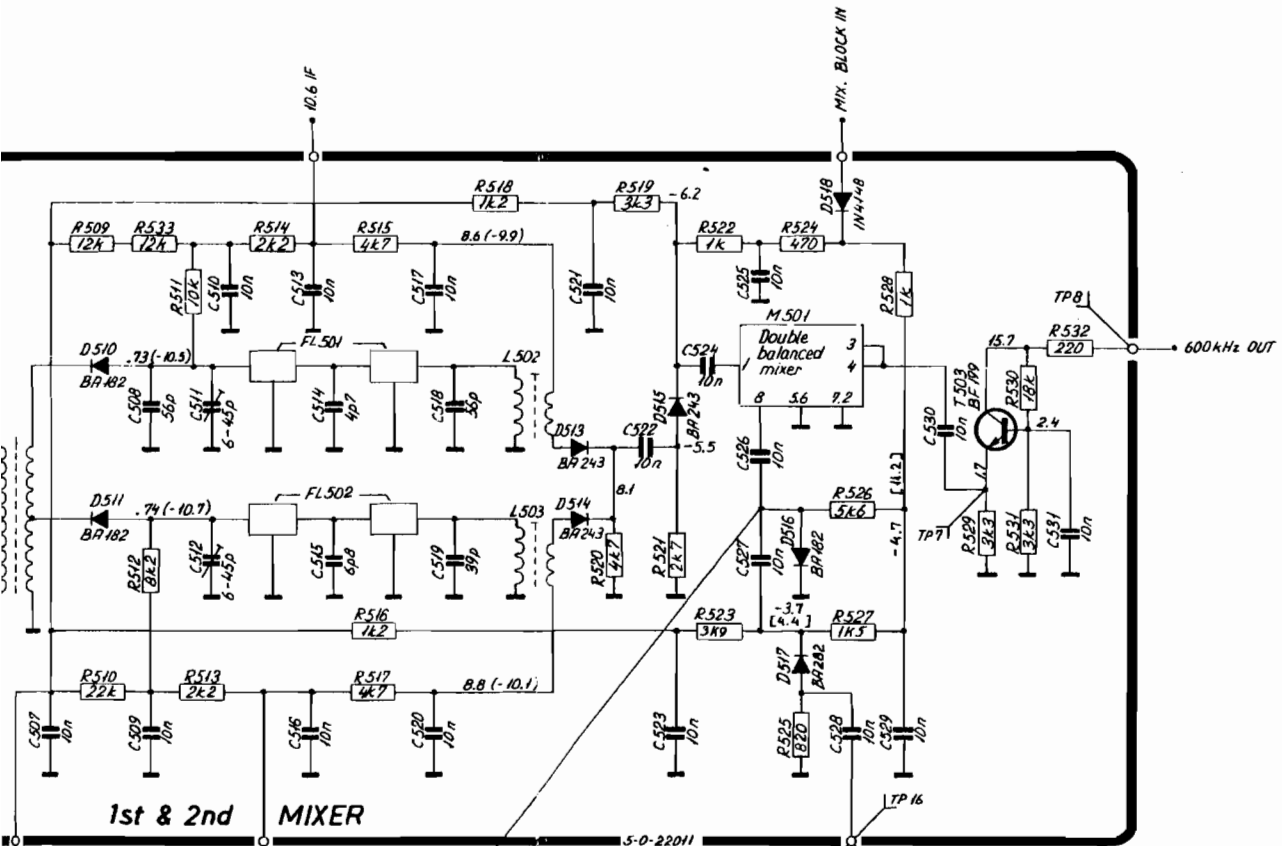 10.6 IF
MIX. BLOCK IN
R518
1k2
R519
3k3
-6.2
D518
1N4148
R509
12k
R533
12k
R514
2k2
R515
4k7
8.6 (-9.9)
R522
1k
R524
470
R511
10k
C510
10n
C513
10n
C517
10n
C521
10n
C525
10n
R528
1k
TP8
M501
Double
balanced
mixer
1
3
4
8
5.6
7.2
R532
220
600kHz OUT
15.7
D510
BA182
.73(-10.5)
FL501
L502
C524
10n
T503
BF199
R530
18k
C508
56p
C511
6-45p
C514
4p7
C518
56p
D513
BA243
C522
10n
D515
BA243
-5.5
C526
10n
C530
10n
2.4
1.7
8.1
D511
BA182
.74(-10.7)
FL502
L503
D514
BA243
R526
5k6
[11.2]
-4.7
TP7
R529
3k3
R531
3k3
C531
10n
R512
8k2
C512
6-45p
C515
6p8
C519
39p
R520
4k7
R521
2k7
C527
10n
D516
BA182
R516
1k2
R523
3k9
-3.7
[4.4]
R527
1K5
D517
BA282
R510
22k
R513
2k2
R517
4k7
8.8 (-10.1)
C507
10n
C509
10n
C516
10n
C520
10n
C523
10n
R525
820
C528
10n
C529
10n
TP16
1st & 2nd MIXER
5-0-22011